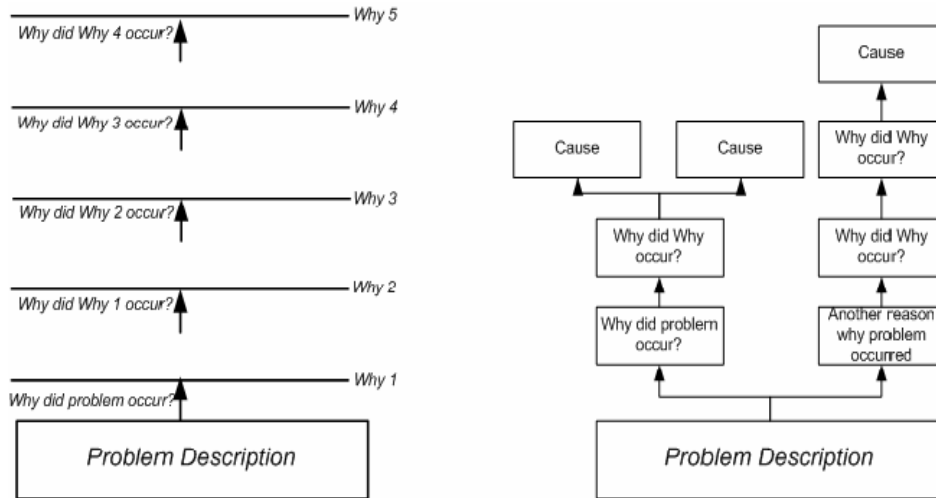 Why 5
Why did Why 4 occur?
Why 4
Why did Why 3 occur?
Why 3
Why did Why 2 occur?
Why 2
Why did Why 1 occur?
Why 1
Why did problem occur?
Problem Description
Cause
Cause
Cause
Why did Why
occur?
Why did Why
occur?
Why did Why
occur?
Why did problem
occur?
Another reason
why problem
occurred
Problem Description